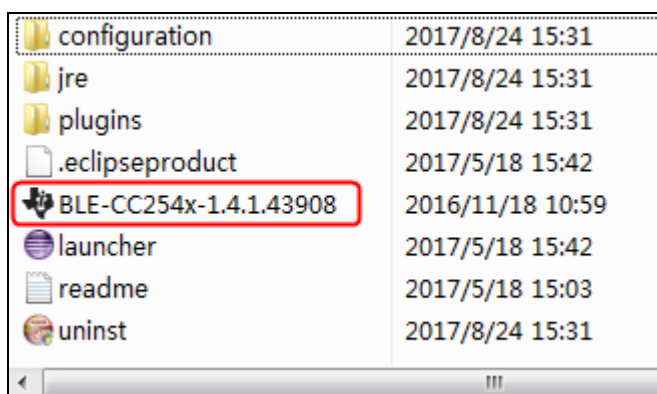 configuration 2017/8/24 15:31
jre 2017/8/24 15:31
plugins 2017/8/24 15:31
.eclipseproduct 2017/5/18 15:42
BLE-CC254x-1.4.1.43908 2016/11/18 10:59
launcher 2017/5/18 15:42
readme 2017/5/18 15:03
uninst 2017/8/24 15:31